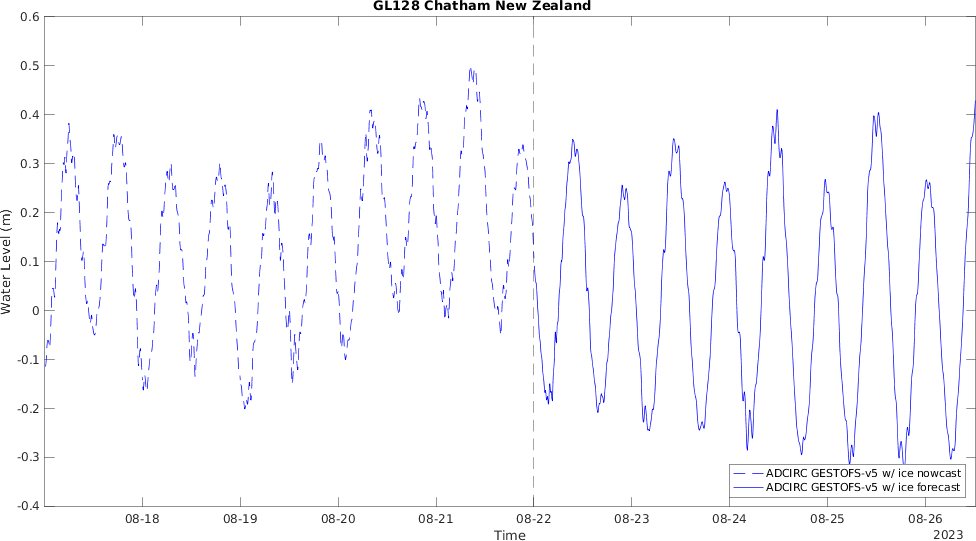 GL128 Chatham New Zealand
Water Level (m)
0.6
0.5
0.4
0.3
0.2
0.1
0
-0.1
-0.2
-0.3
-0.4
ADCIRC GESTOFS-v5 w/ ice nowcast
ADCIRC GESTOFS-v5 w/ ice forecast
08-18 08-19 08-20 08-21 08-22 08-23 08-24 08-25 08-26
Time
2023